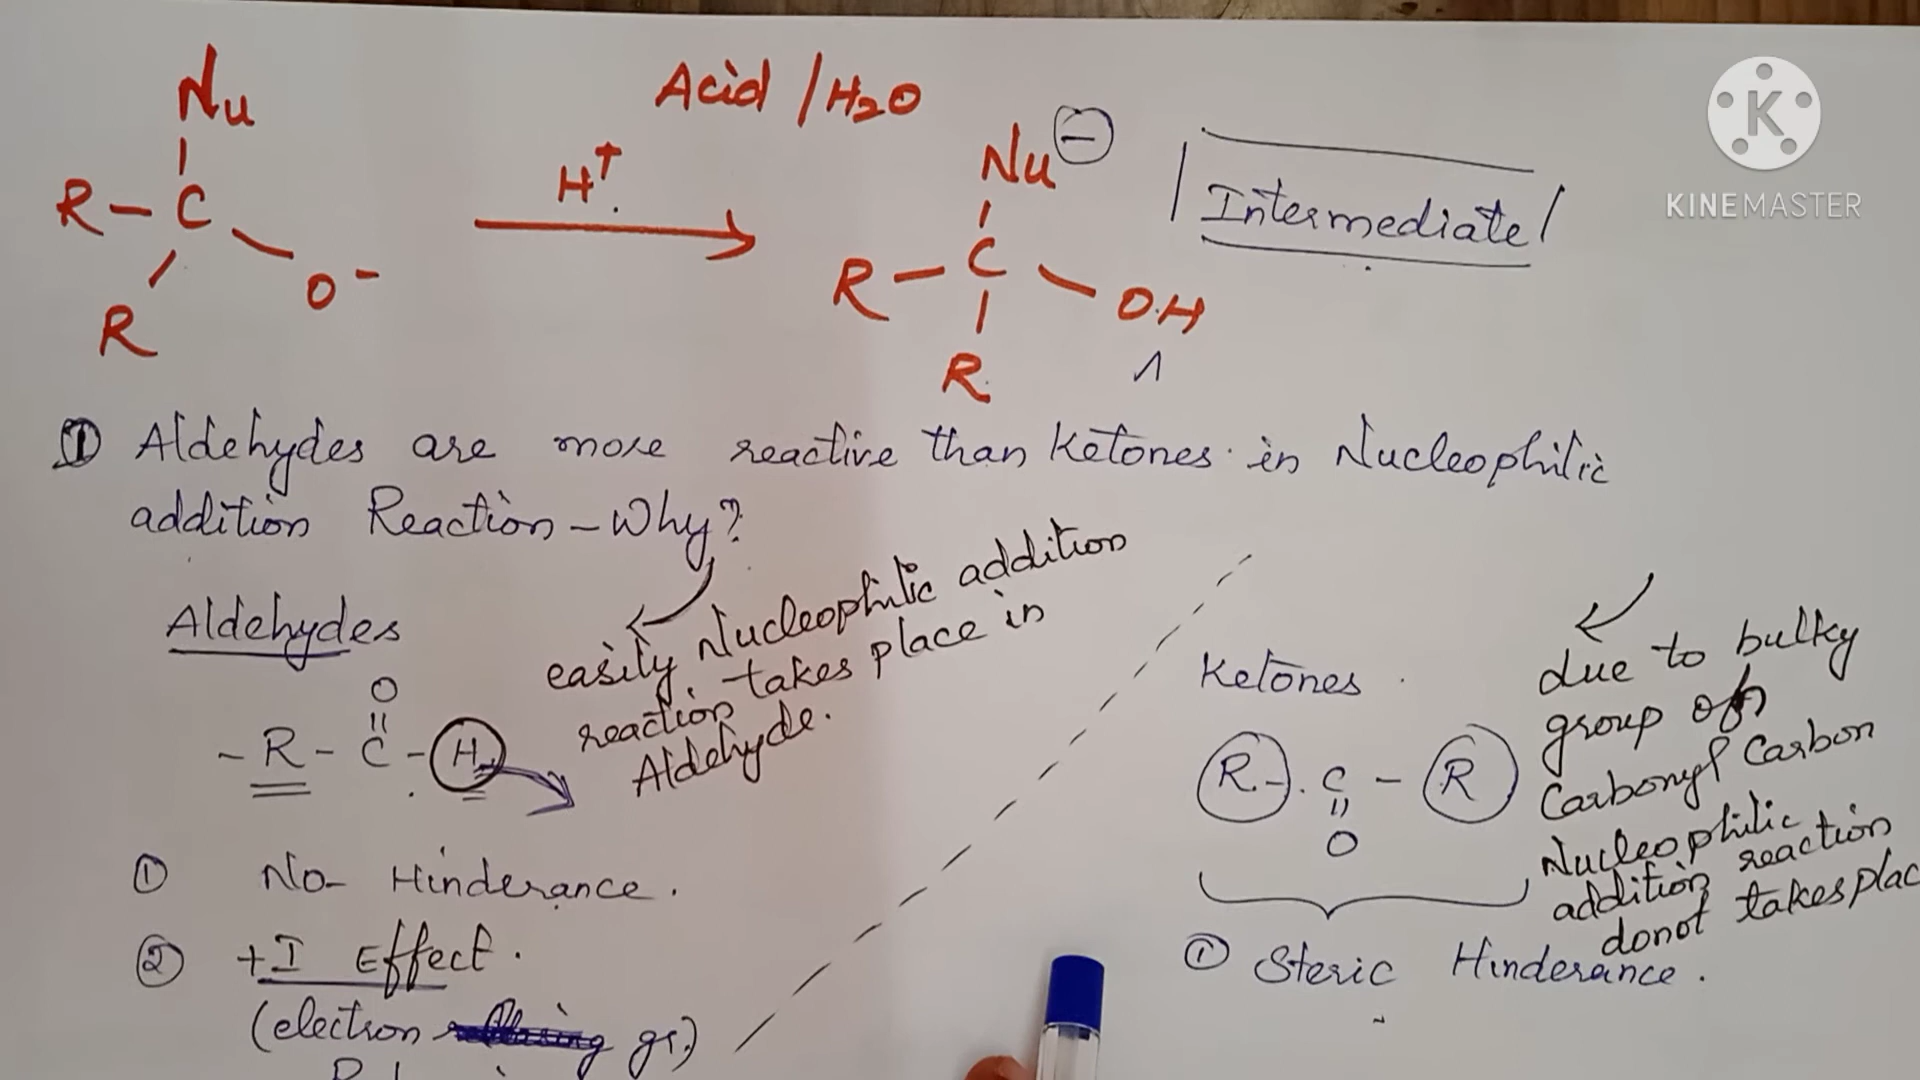 Nu
Acid / H2O
R - C
O -
R
H+
Nu -
R - C
OH
R
Intermediate
K
KINEMASTER
① Aldehydes are more reactive than Ketones in Nucleophilic
addition Reaction - Why?
Aldehydes
easily Nucleophilic addition
reaction takes place in
Aldehyde.
O
||
- R - C - H
① No- Hinderance.
② + I Effect.
(electron gr.)
Ketones
R - C - R
||
O
due to bulky
group on
Carbonyl Carbon
Nucleophilic
addition reaction
donot takes plac
① Steric Hinderance.